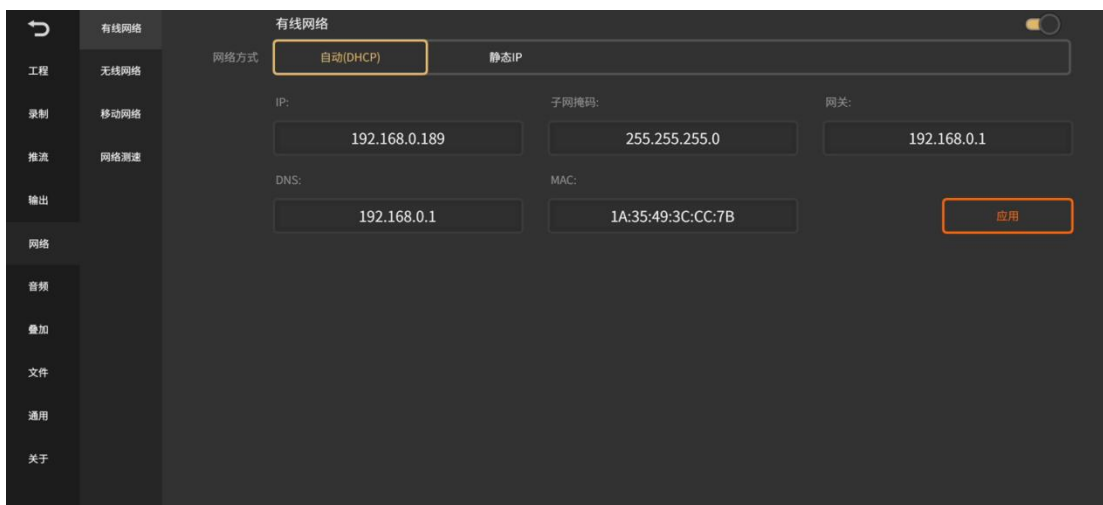 有线网络
无线网络
移动网络
网络测速
工程
录制
推流
输出
网络
音频
叠加
文件
通用
关于
有线网络
网络方式
自动(DHCP)
静态IP
IP:
子网掩码:
网关:
192.168.0.189
255.255.255.0
192.168.0.1
DNS:
MAC:
192.168.0.1
1A:35:49:3C:CC:7B
应用